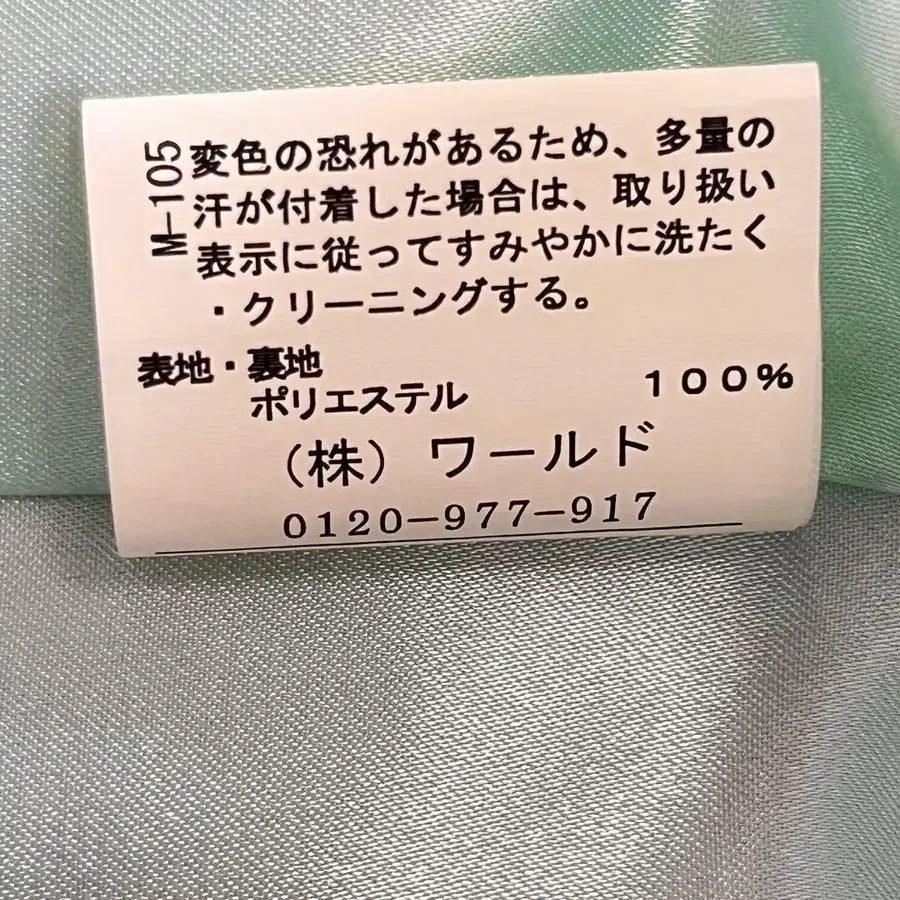 M-105
変色の恐れがあるため、多量の
汗が付着した場合は、取り扱い
表示に従ってすみやかに洗たく
・クリーニングする。
表地・裏地
ポリエステル 100%
（株）ワールド
0120-977-917